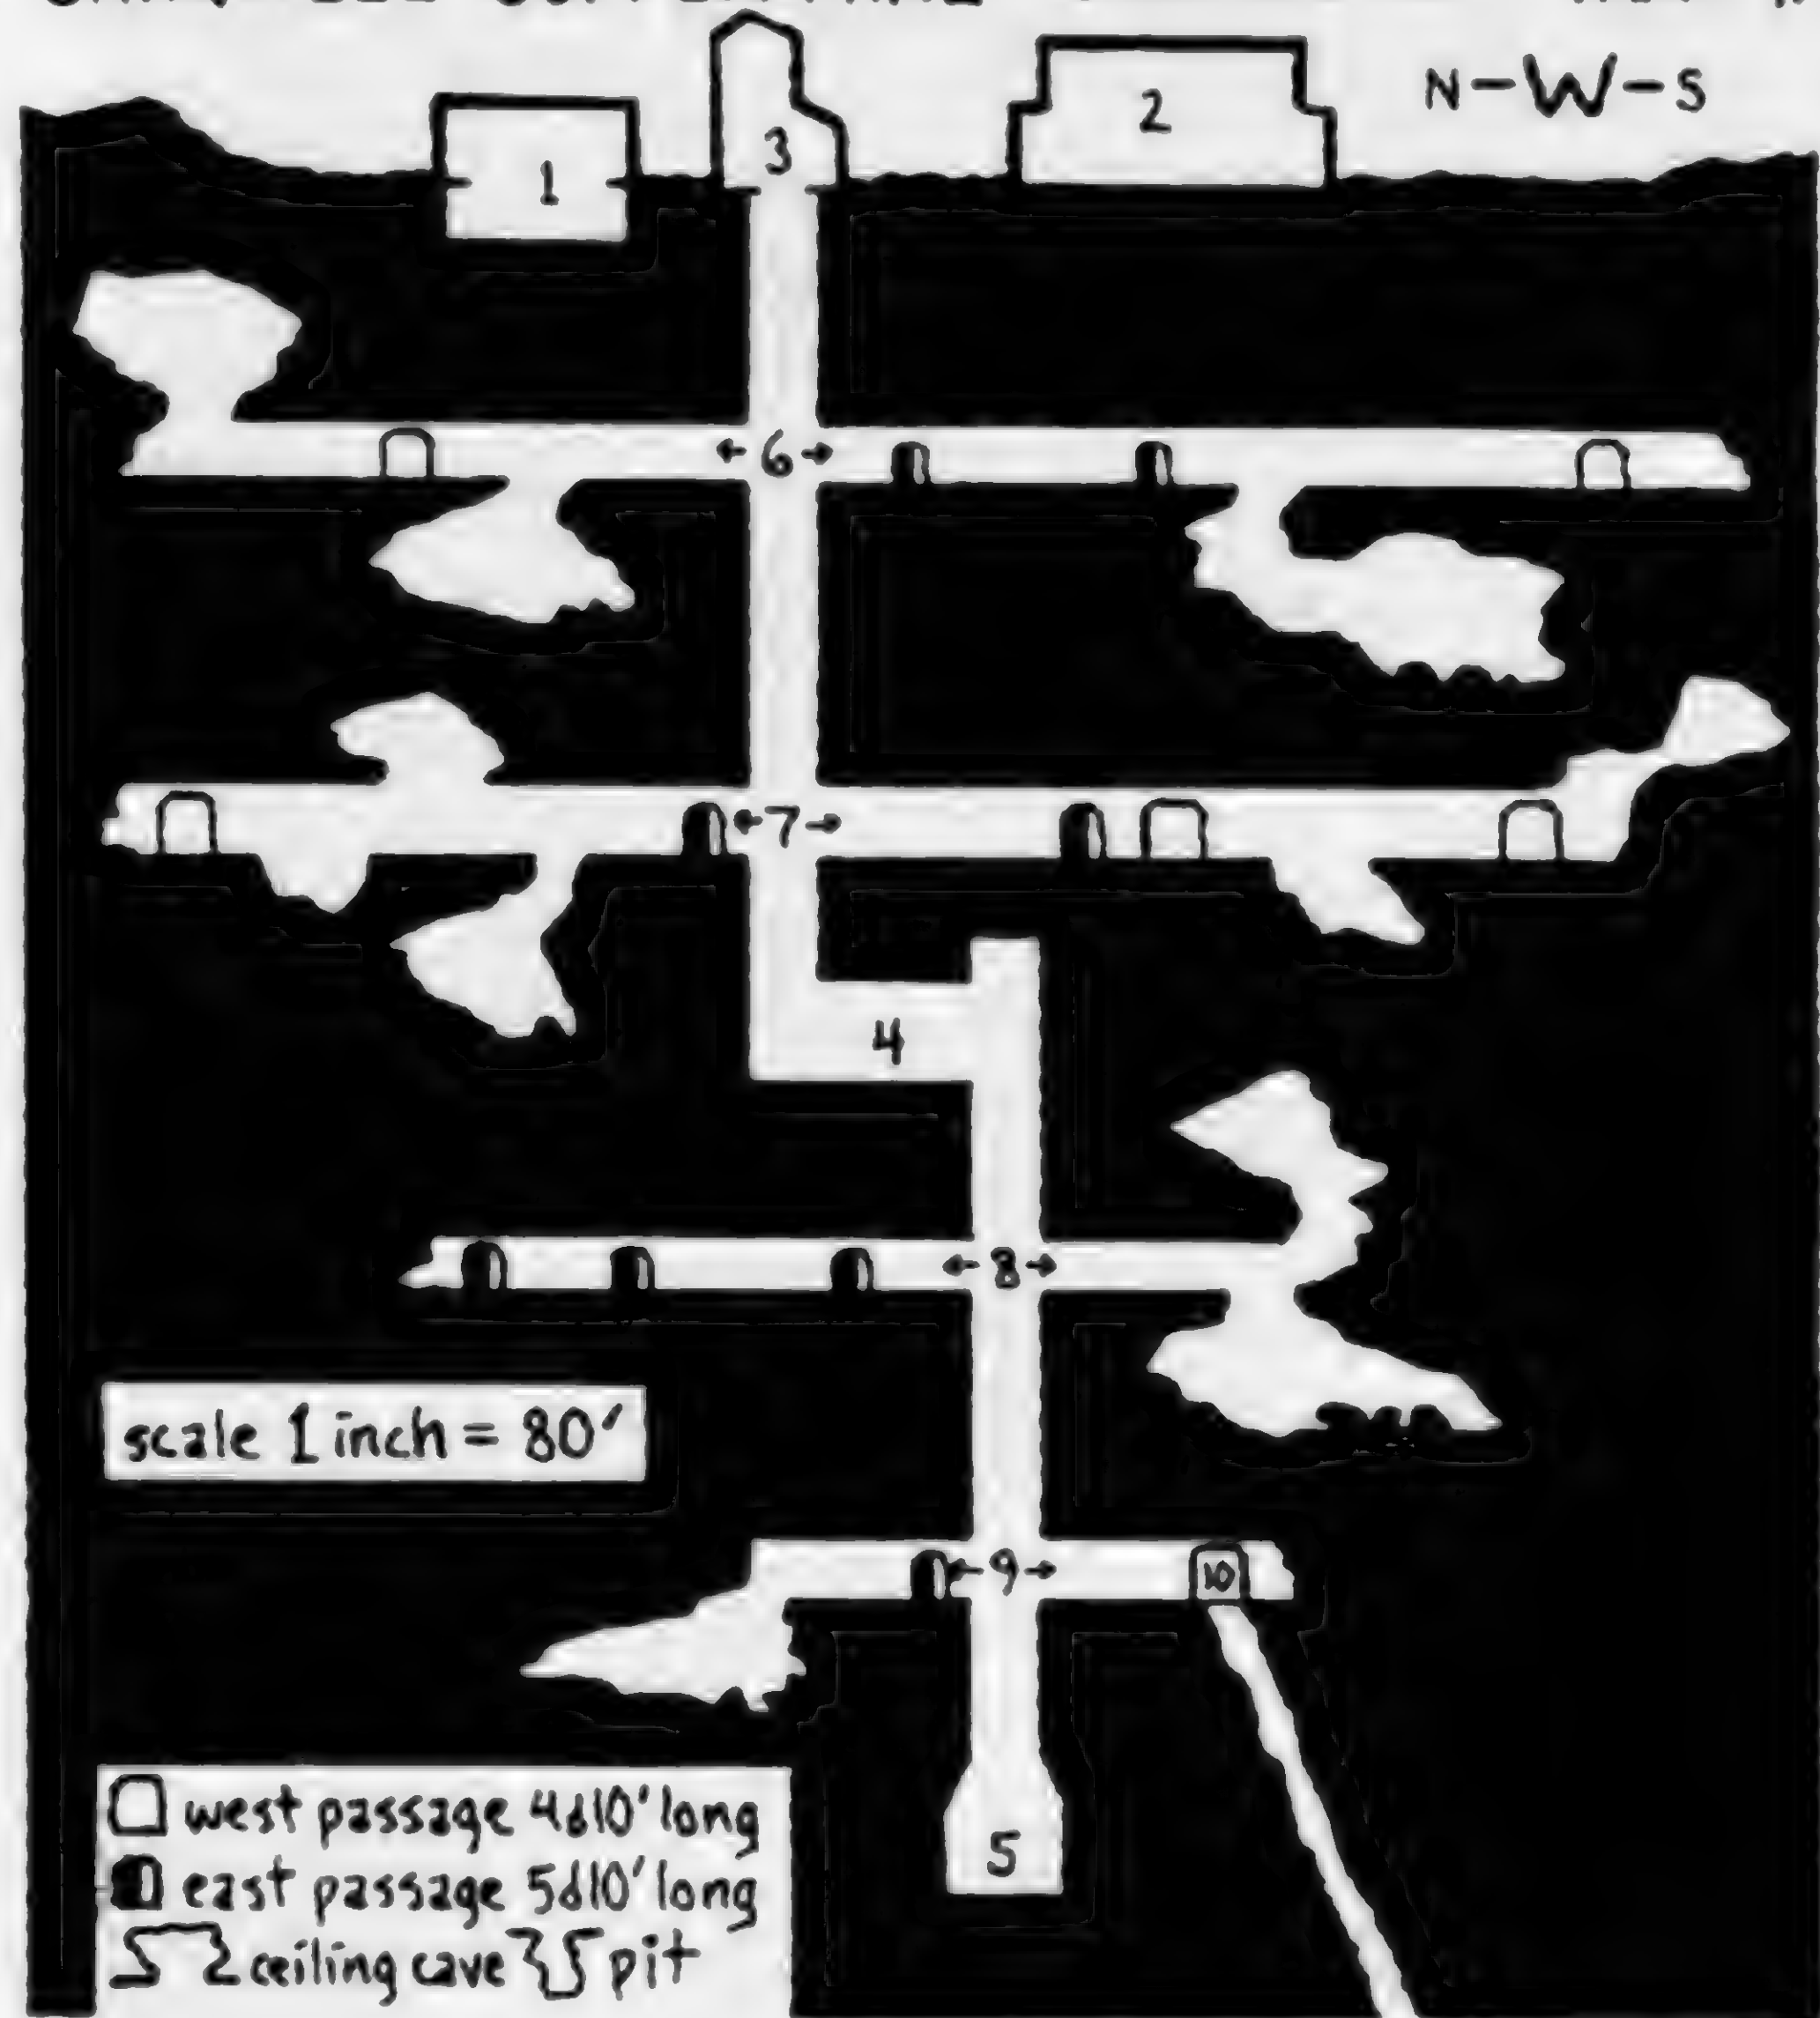 N-W-S
2
3
1
←6→
←7→
4
←8→
scale 1 inch = 80'
←9→
10
5
west passage 4d10' long
east passage 5d10' long
ceiling cave
pit